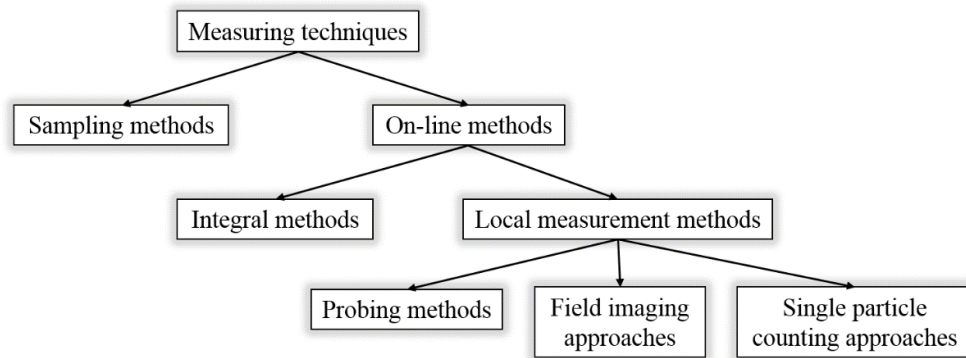 Measuring techniques
Sampling methods
On-line methods
Integral methods
Local measurement methods
Probing methods
Field imaging
approaches
Single particle
counting approaches